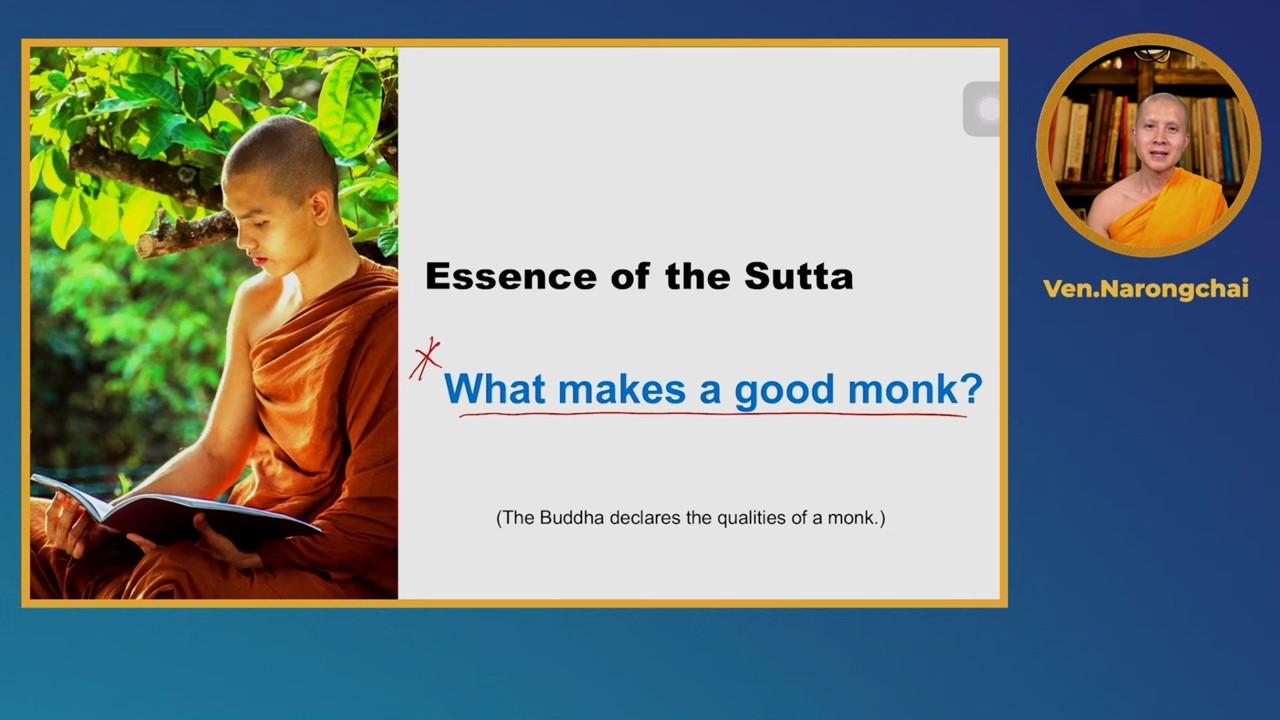 Essence of the Sutta
What makes a good monk?
(The Buddha declares the qualities of a monk.)
Ven.Narongchai